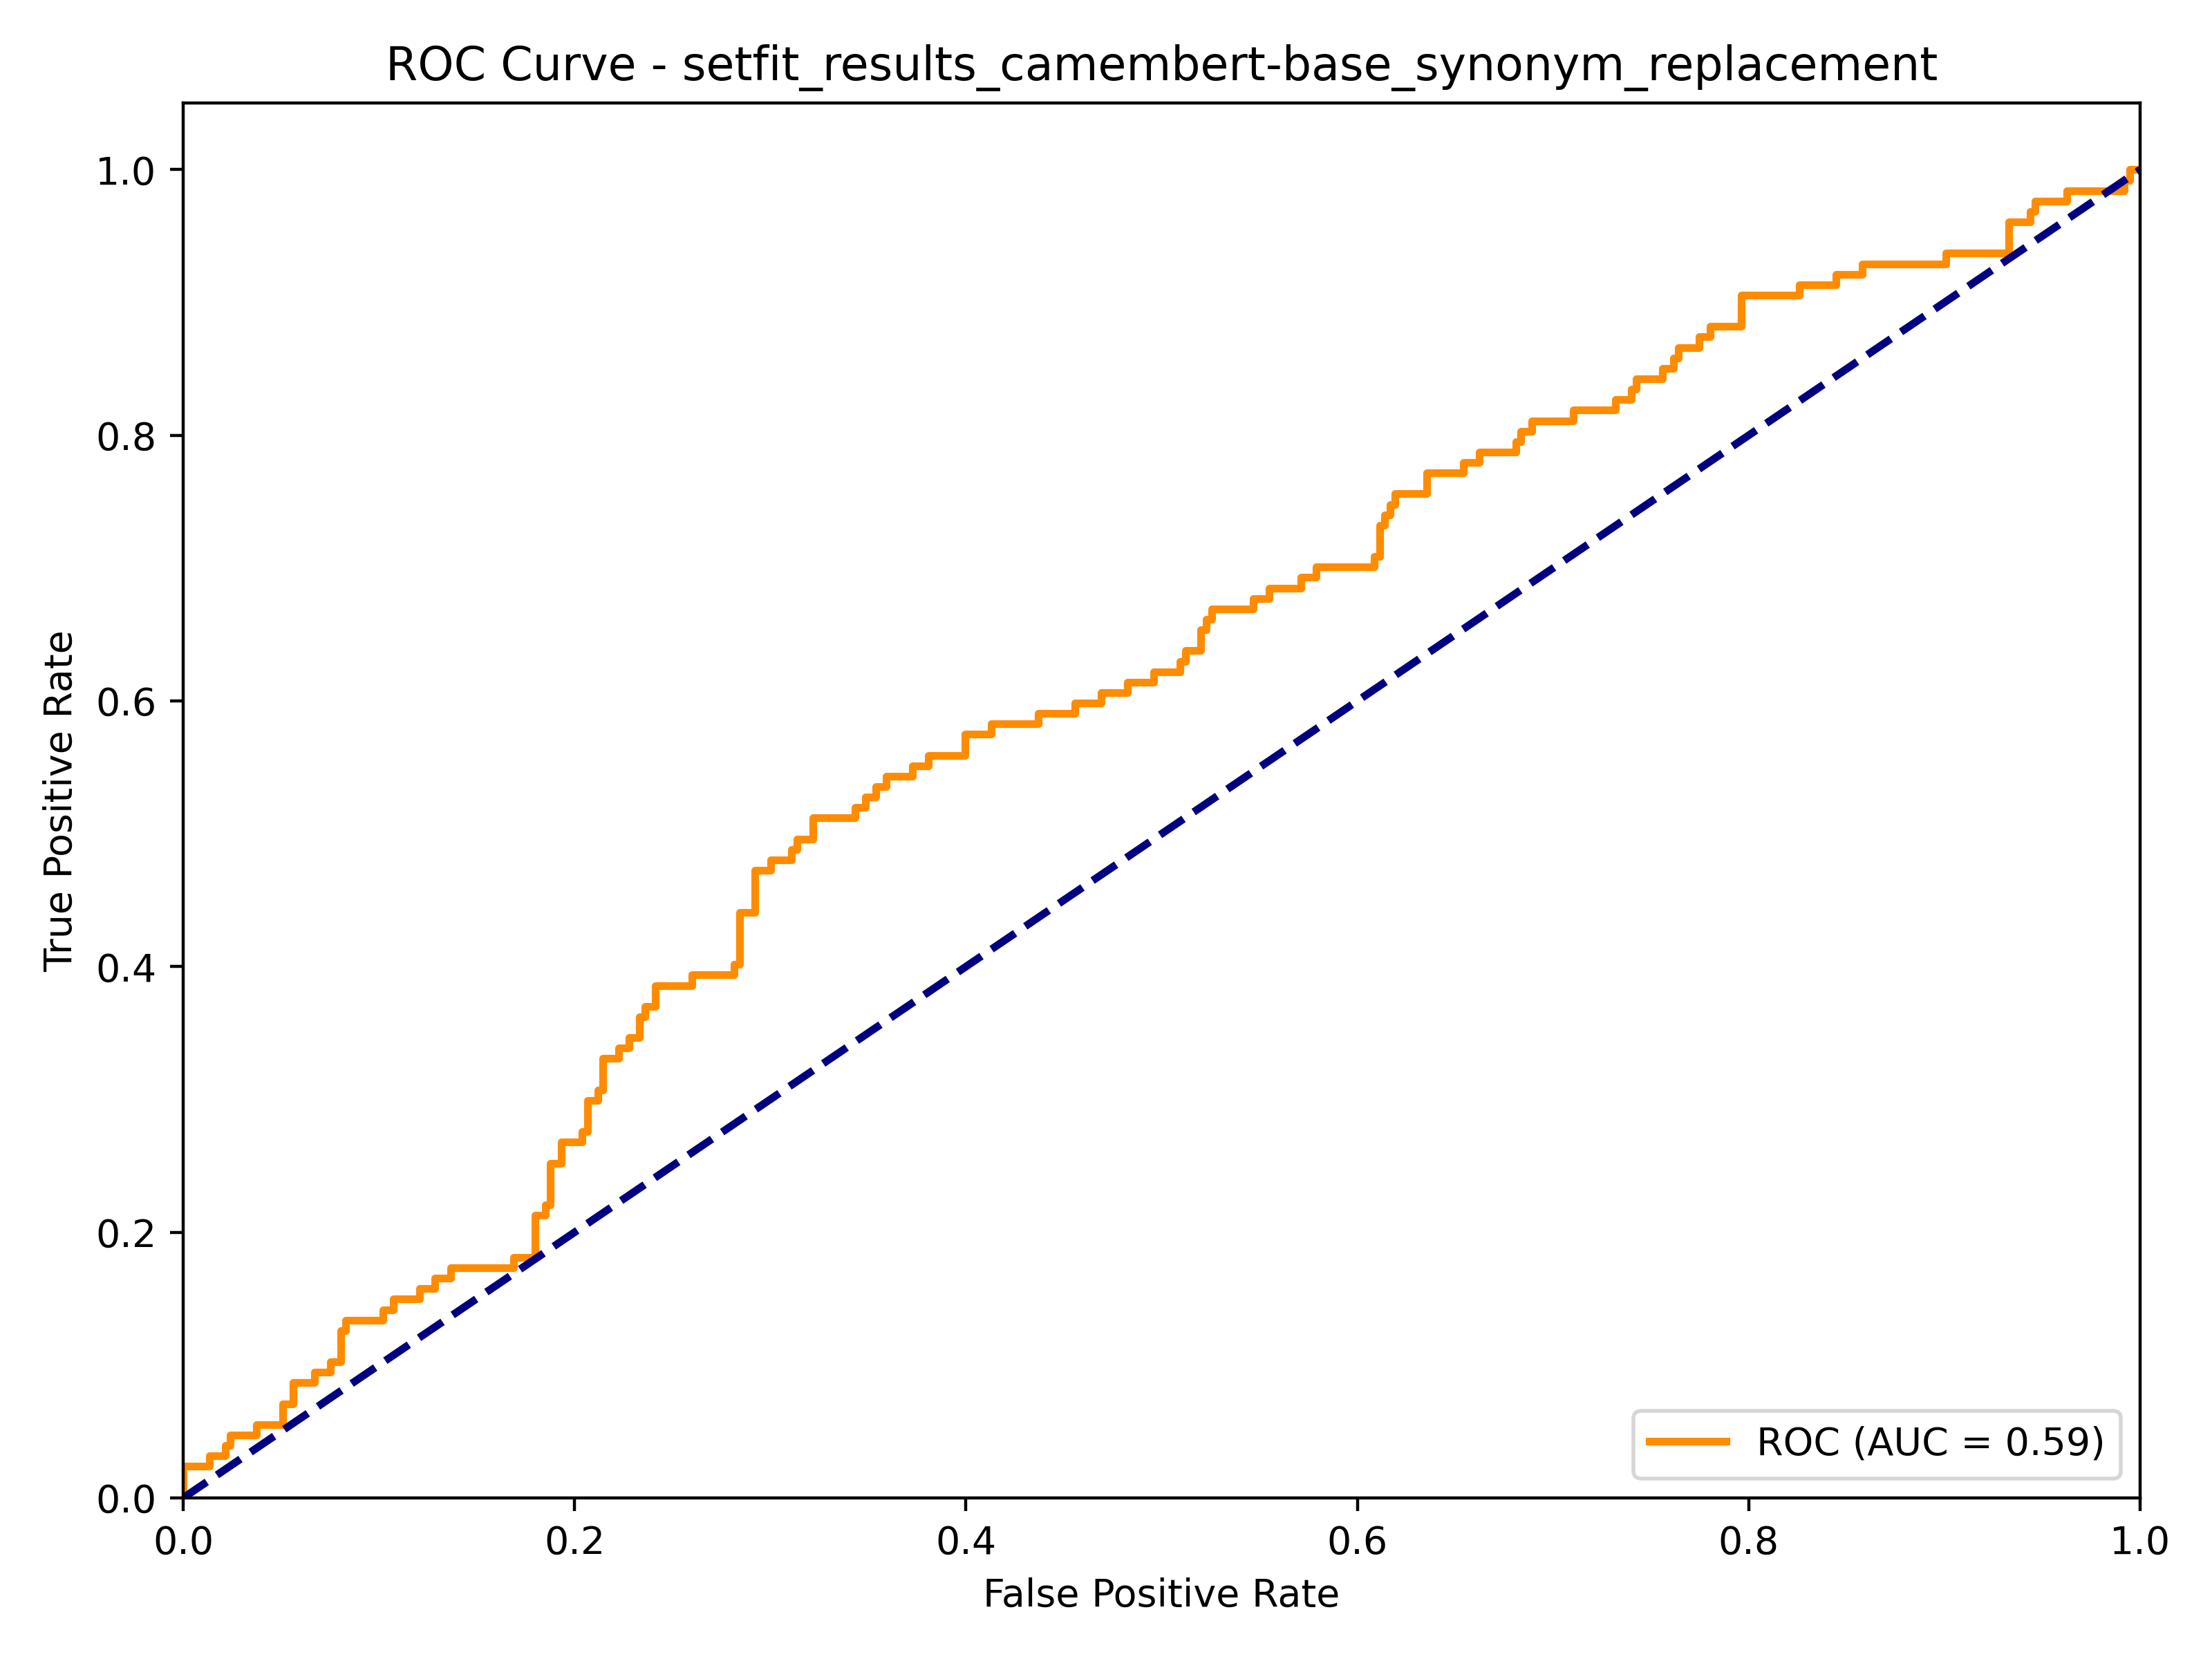 ROC Curve - setfit_results_camembert-base_synonym_replacement
True Positive Rate
1.0
0.8
0.6
0.4
0.2
0.0
0.0 0.2 0.4 0.6 0.8 1.0
False Positive Rate
ROC (AUC = 0.59)